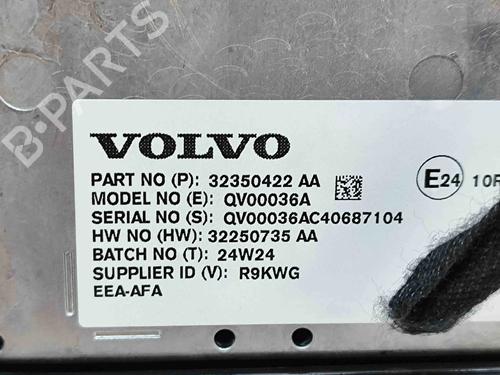 B-PARTS
VOLVO
PART NO (P): 32350422 AA
MODEL NO (E): QV00036A
SERIAL NO (S): QV00036AC40687104
HW NO (HW): 32250735 AA
BATCH NO (T): 24W24
SUPPLIER ID (V): R9KWG
EEA-AFA
E24 10R